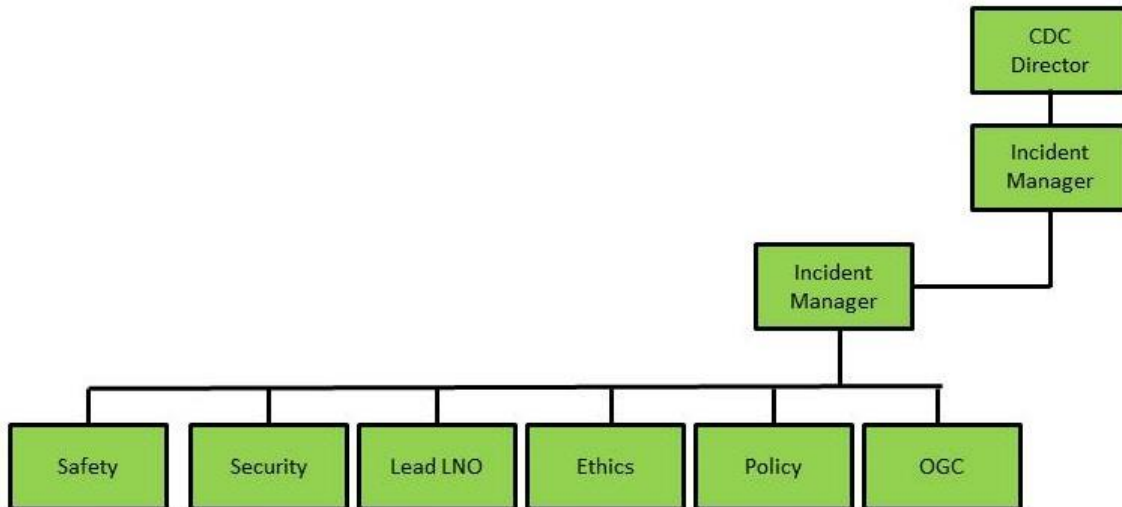 CDC
Director
Incident
Manager
Incident
Manager
Safety
Security
Lead LNO
Ethics
Policy
OGC